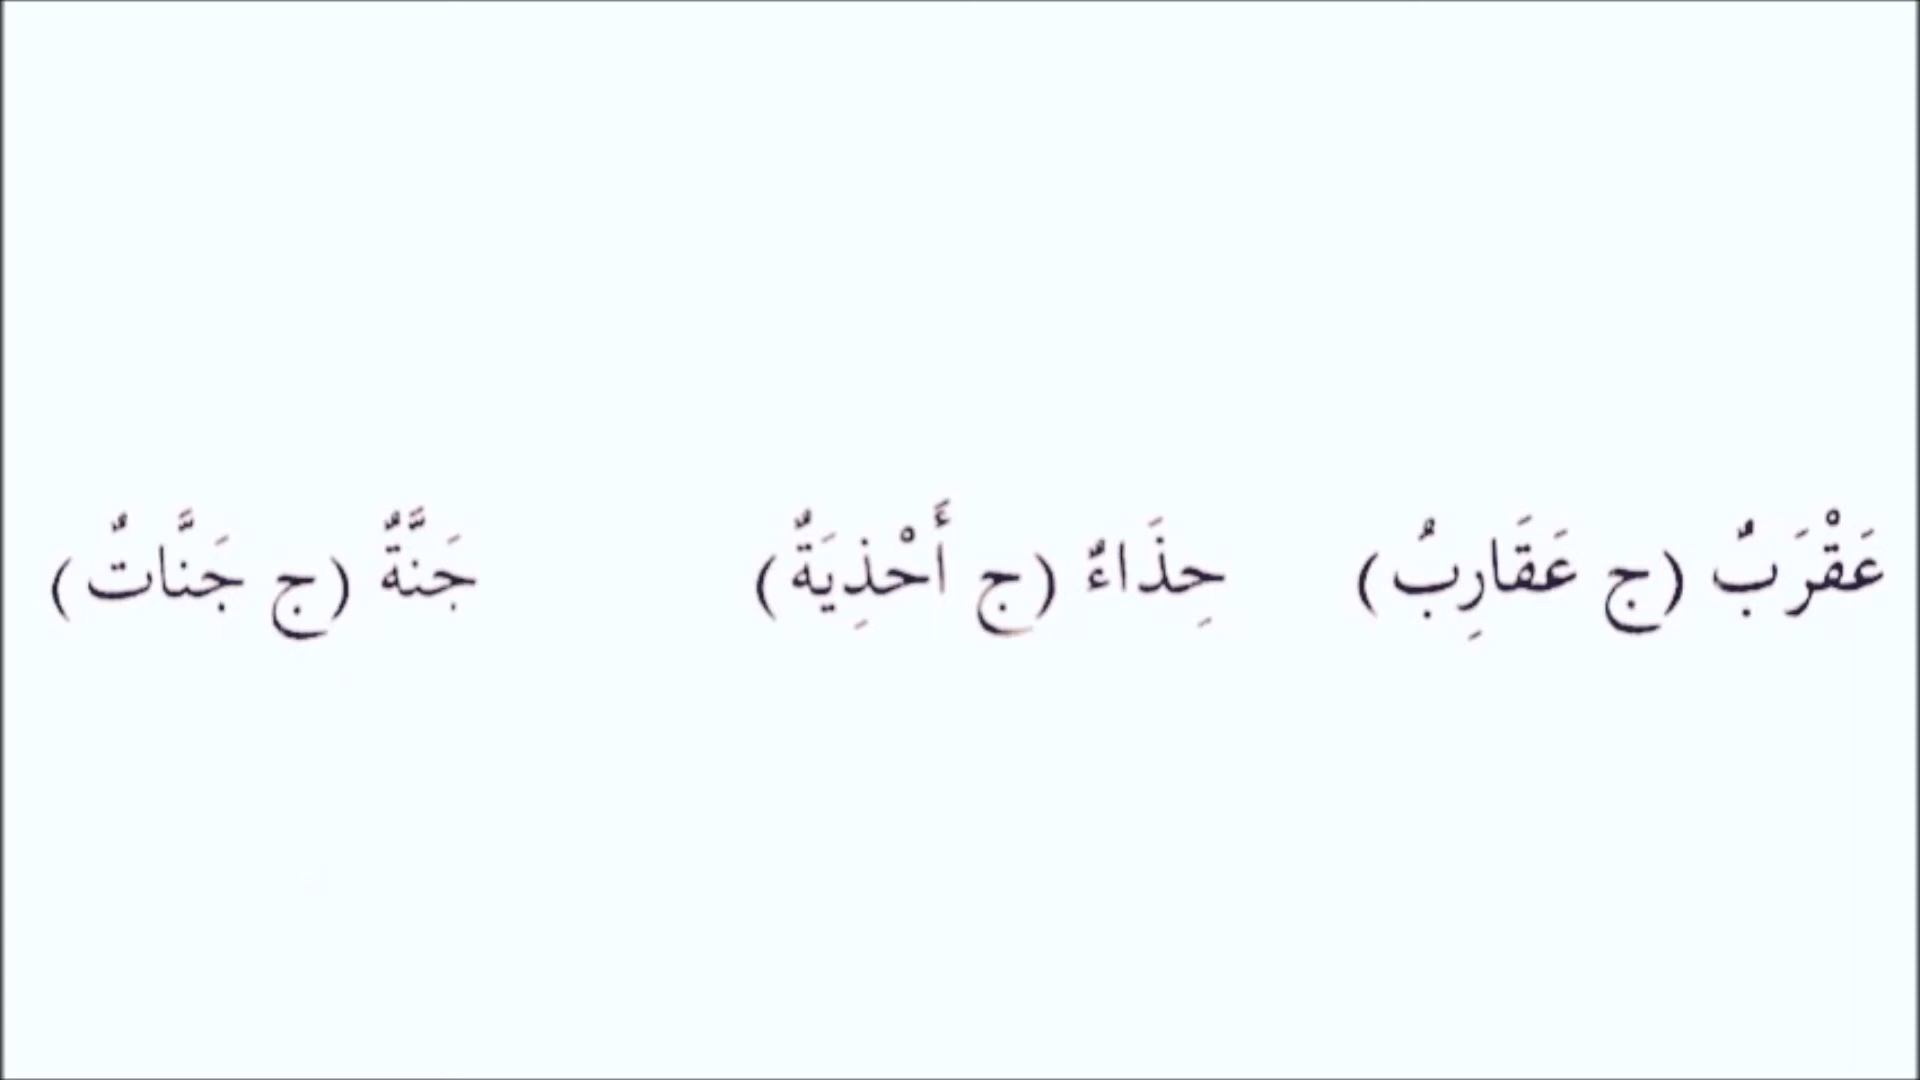 عَقْرَبٌ (ج عَقَارِبُ) حِذَاءٌ (ج أَحْذِيَةٌ) جَنَّةٌ (ج جَنَّاتٌ)